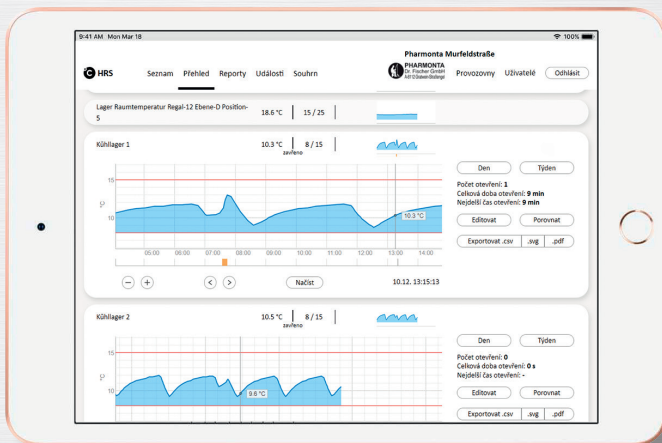 9:41 AM Mon Mar 18
100%
Pharmonta Murfeldstraße
°C HRS
Seznam Přehled Reporty Události Souhrn
PHARMONTA
Dr. Fischer GmbH
Provozovny Uživatelé Odhlásit
Lager Raumtemperatur Regal-12 Ebene-D Position-
5
18.6 °C 15 / 25
Kühllager 1
10.3 °C 8 / 15
zavřeno
15
°C
10
10.3 °C
05:00 06:00 07:00 08:00 09:00 10:00 11:00 12:00 13:00 14:00
− + < > Načíst 10.12. 13:15:13
Den Týden
Počet otevření: 1
Celková doba otevření: 9 min
Nejdelší čas otevření: 9 min
Editovat Porovnat
Exportovat .csv .svg .pdf
Kühllager 2
10.5 °C 8 / 15
zavřeno
15
°C
10
9.6 °C
Den Týden
Počet otevření: 0
Celková doba otevření: 0 s
Nejdelší čas otevření: -
Editovat Porovnat
Exportovat .csv .svg .pdf